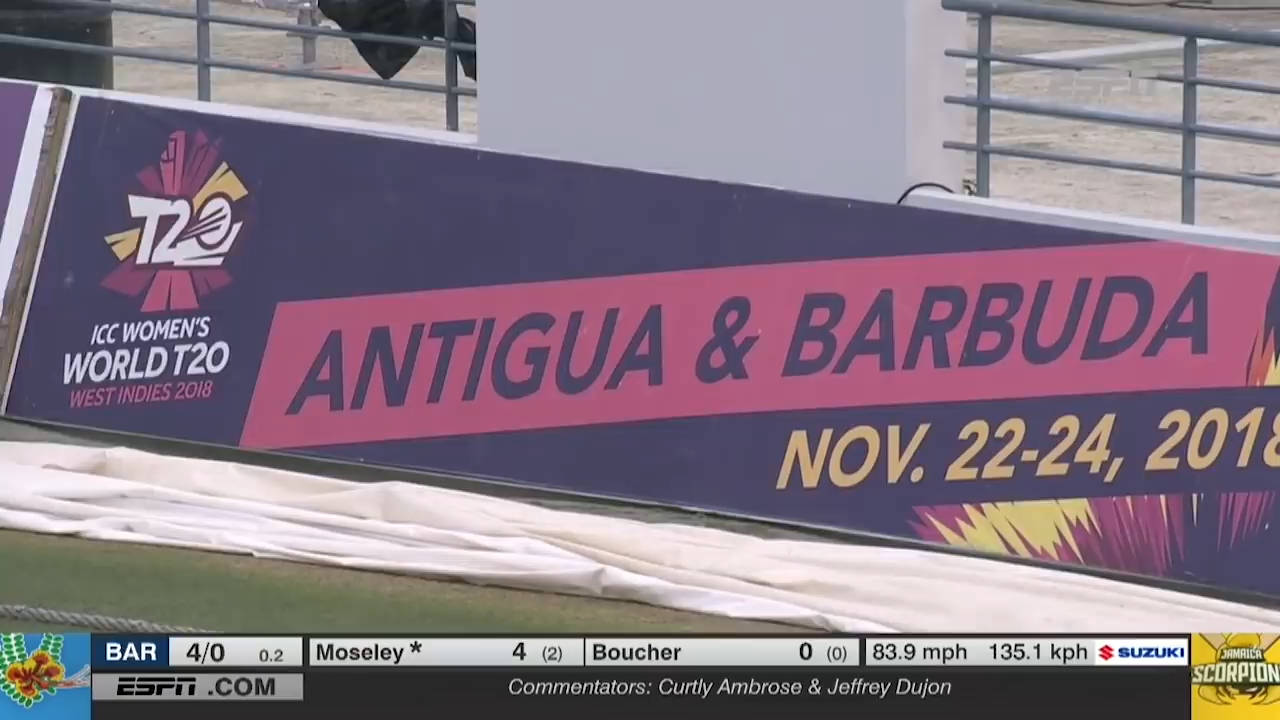 ESPN
T20
ICC WOMEN'S
WORLD T20
WEST INDIES 2018
ANTIGUA & BARBUDA
NOV. 22-24, 2018
BAR 4/0 0.2 Moseley * 4 (2) Boucher 0 (0) 83.9 mph 135.1 kph SUZUKI
ESPN.COM
Commentators: Curtly Ambrose & Jeffrey Dujon
JAMAICA
SCORPION